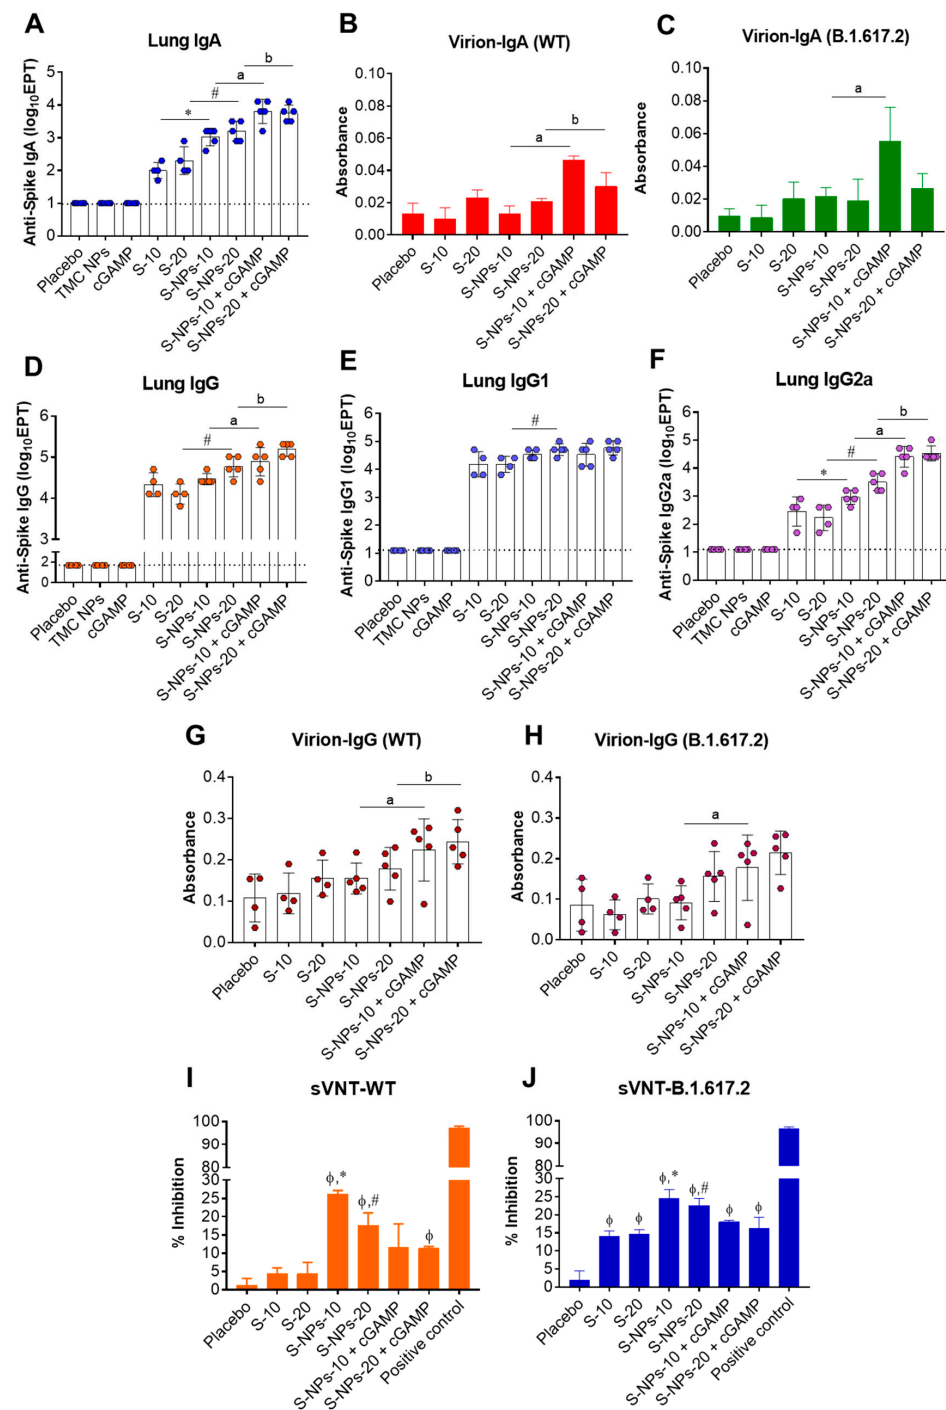 A
Lung IgA
Anti-Spike IgA (log10EPT)
5
4
3
2
1
0
*
#
a
b
Placebo
TMC NPs
cGAMP
S-10
S-20
S-NPs-10
S-NPs-20
S-NPs-10 + cGAMP
S-NPs-20 + cGAMP
B
Virion-IgA (WT)
Absorbance
0.10
0.08
0.06
0.04
0.02
0.00
a
b
Placebo
S-10
S-20
S-NPs-10
S-NPs-20
S-NPs-10 + cGAMP
S-NPs-20 + cGAMP
C
Virion-IgA (B.1.617.2)
Absorbance
0.10
0.08
0.06
0.04
0.02
0.00
a
Placebo
S-10
S-20
S-NPs-10
S-NPs-20
S-NPs-10 + cGAMP
S-NPs-20 + cGAMP
D
Lung IgG
Anti-Spike IgG (log10EPT)
6
5
4
3
2
1
#
a
b
Placebo
TMC NPs
cGAMP
S-10
S-20
S-NPs-10
S-NPs-20
S-NPs-10 + cGAMP
S-NPs-20 + cGAMP
E
Lung IgG1
Anti-Spike IgG1 (log10EPT)
6
5
4
3
2
1
0
#
Placebo
TMC NPs
cGAMP
S-10
S-20
S-NPs-10
S-NPs-20
S-NPs-10 + cGAMP
S-NPs-20 + cGAMP
F
Lung IgG2a
Anti-Spike IgG2a (log10EPT)
6
5
4
3
2
1
0
*
#
a
b
Placebo
TMC NPs
cGAMP
S-10
S-20
S-NPs-10
S-NPs-20
S-NPs-10 + cGAMP
S-NPs-20 + cGAMP
G
Virion-IgG (WT)
Absorbance
0.4
0.3
0.2
0.1
0.0
a
b
Placebo
S-10
S-20
S-NPs-10
S-NPs-20
S-NPs-10 + cGAMP
S-NPs-20 + cGAMP
H
Virion-IgG (B.1.617.2)
Absorbance
0.4
0.3
0.2
0.1
0.0
a
Placebo
S-10
S-20
S-NPs-10
S-NPs-20
S-NPs-10 + cGAMP
S-NPs-20 + cGAMP
I
sVNT-WT
% Inhibition
100
90
80
30
25
20
15
10
5
0
ϕ,*
ϕ,#
ϕ
Placebo
S-10
S-20
S-NPs-10
S-NPs-20
S-NPs-10 + cGAMP
S-NPs-20 + cGAMP
Positive control
J
sVNT-B.1.617.2
% Inhibition
100
90
80
30
25
20
15
10
5
0
ϕ
ϕ
ϕ,*
ϕ,#
ϕ
ϕ
Placebo
S-10
S-20
S-NPs-10
S-NPs-20
S-NPs-10 + cGAMP
S-NPs-20 + cGAMP
Positive control